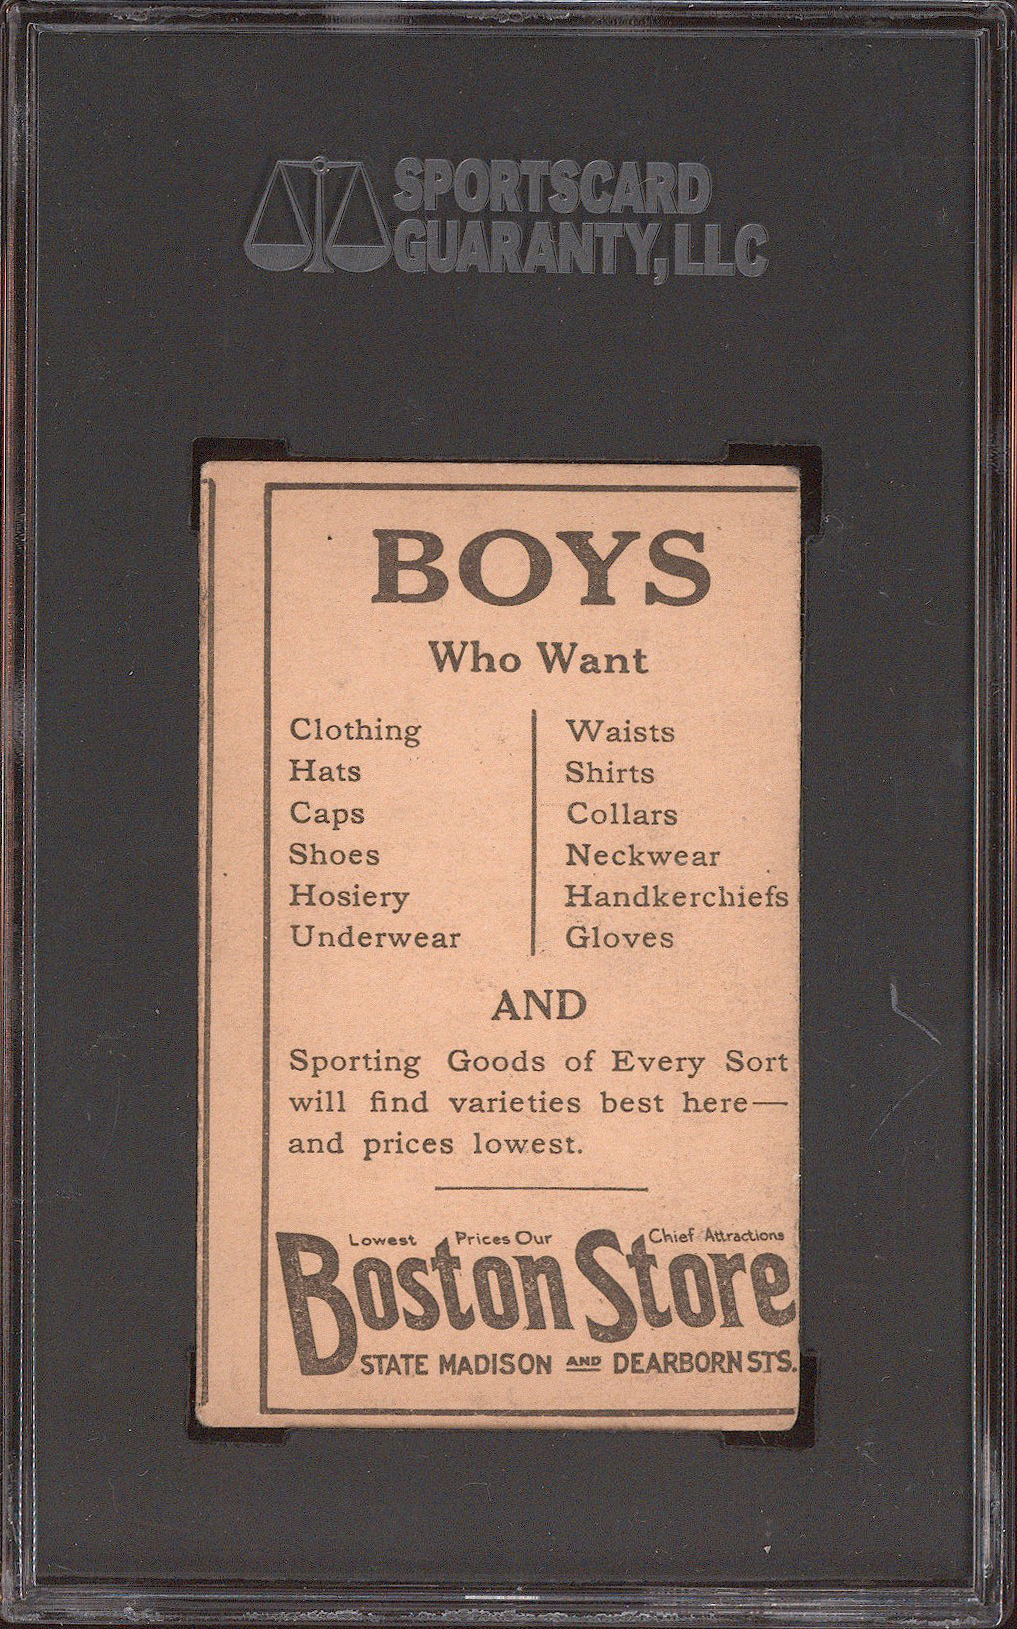 SPORTSCARD
GUARANTY, LLC
BOYS
Who Want
Clothing
Hats
Caps
Shoes
Hosiery
Underwear
Waists
Shirts
Collars
Neckwear
Handkerchiefs
Gloves
AND
Sporting Goods of Every Sort
will find varieties best here—
and prices lowest.
Lowest Prices Our Chief Attractions
Boston Store
STATE MADISON AND DEARBORN STS.